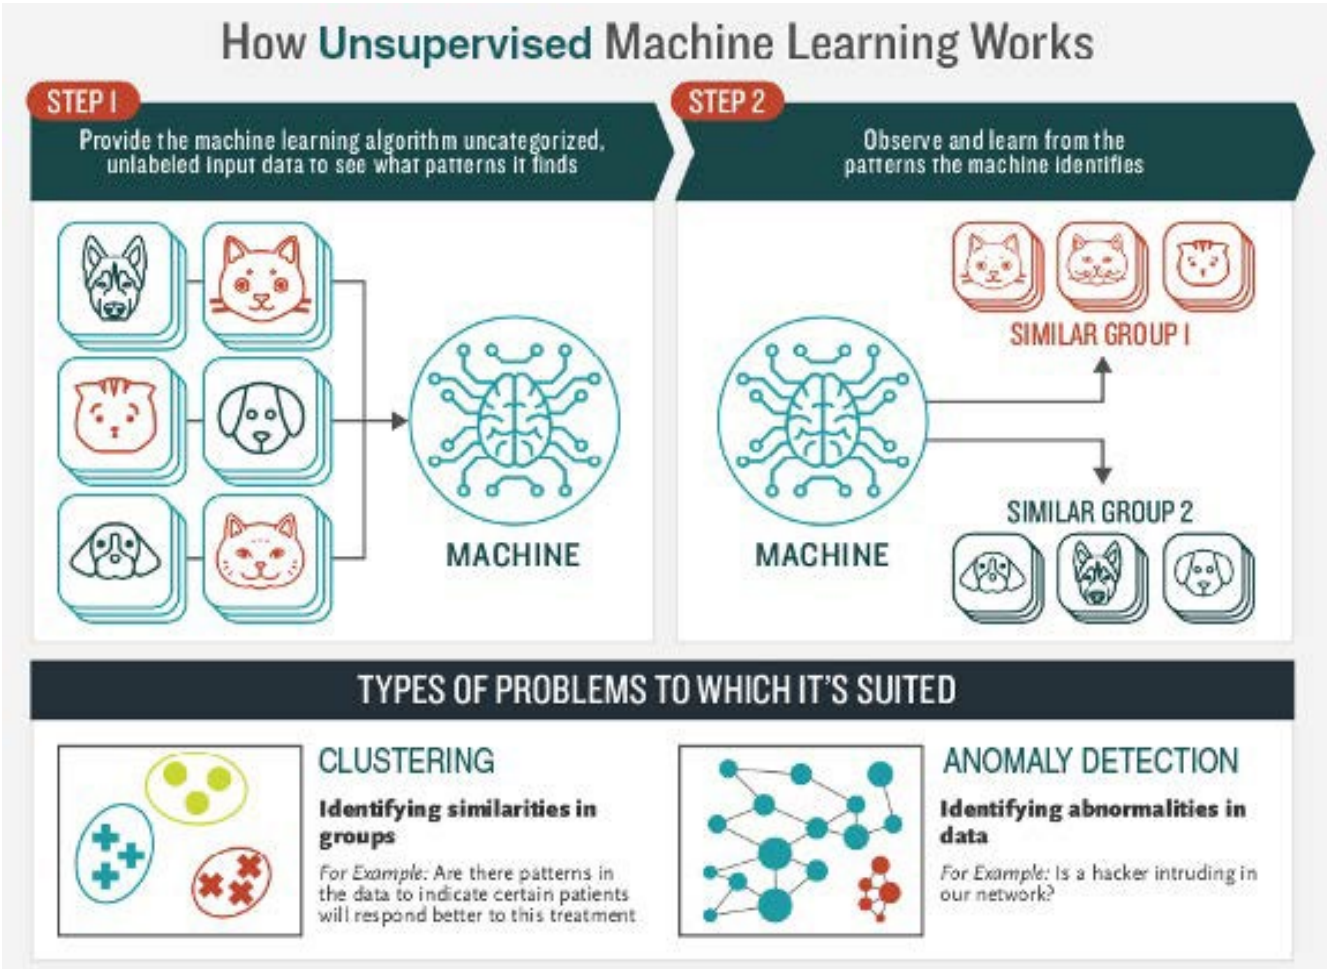 How Unsupervised Machine Learning Works
STEP 1
Provide the machine learning algorithm uncategorized,
unlabeled input data to see what patterns it finds
STEP 2
Observe and learn from the
patterns the machine identifies
MACHINE
MACHINE
SIMILAR GROUP 1
SIMILAR GROUP 2
TYPES OF PROBLEMS TO WHICH IT'S SUITED
CLUSTERING
Identifying similarities in
groups
For Example: Are there patterns in
the data to indicate certain patients
will respond better to this treatment
ANOMALY DETECTION
Identifying abnormalities in
data
For Example: Is a hacker intruding in
our network?